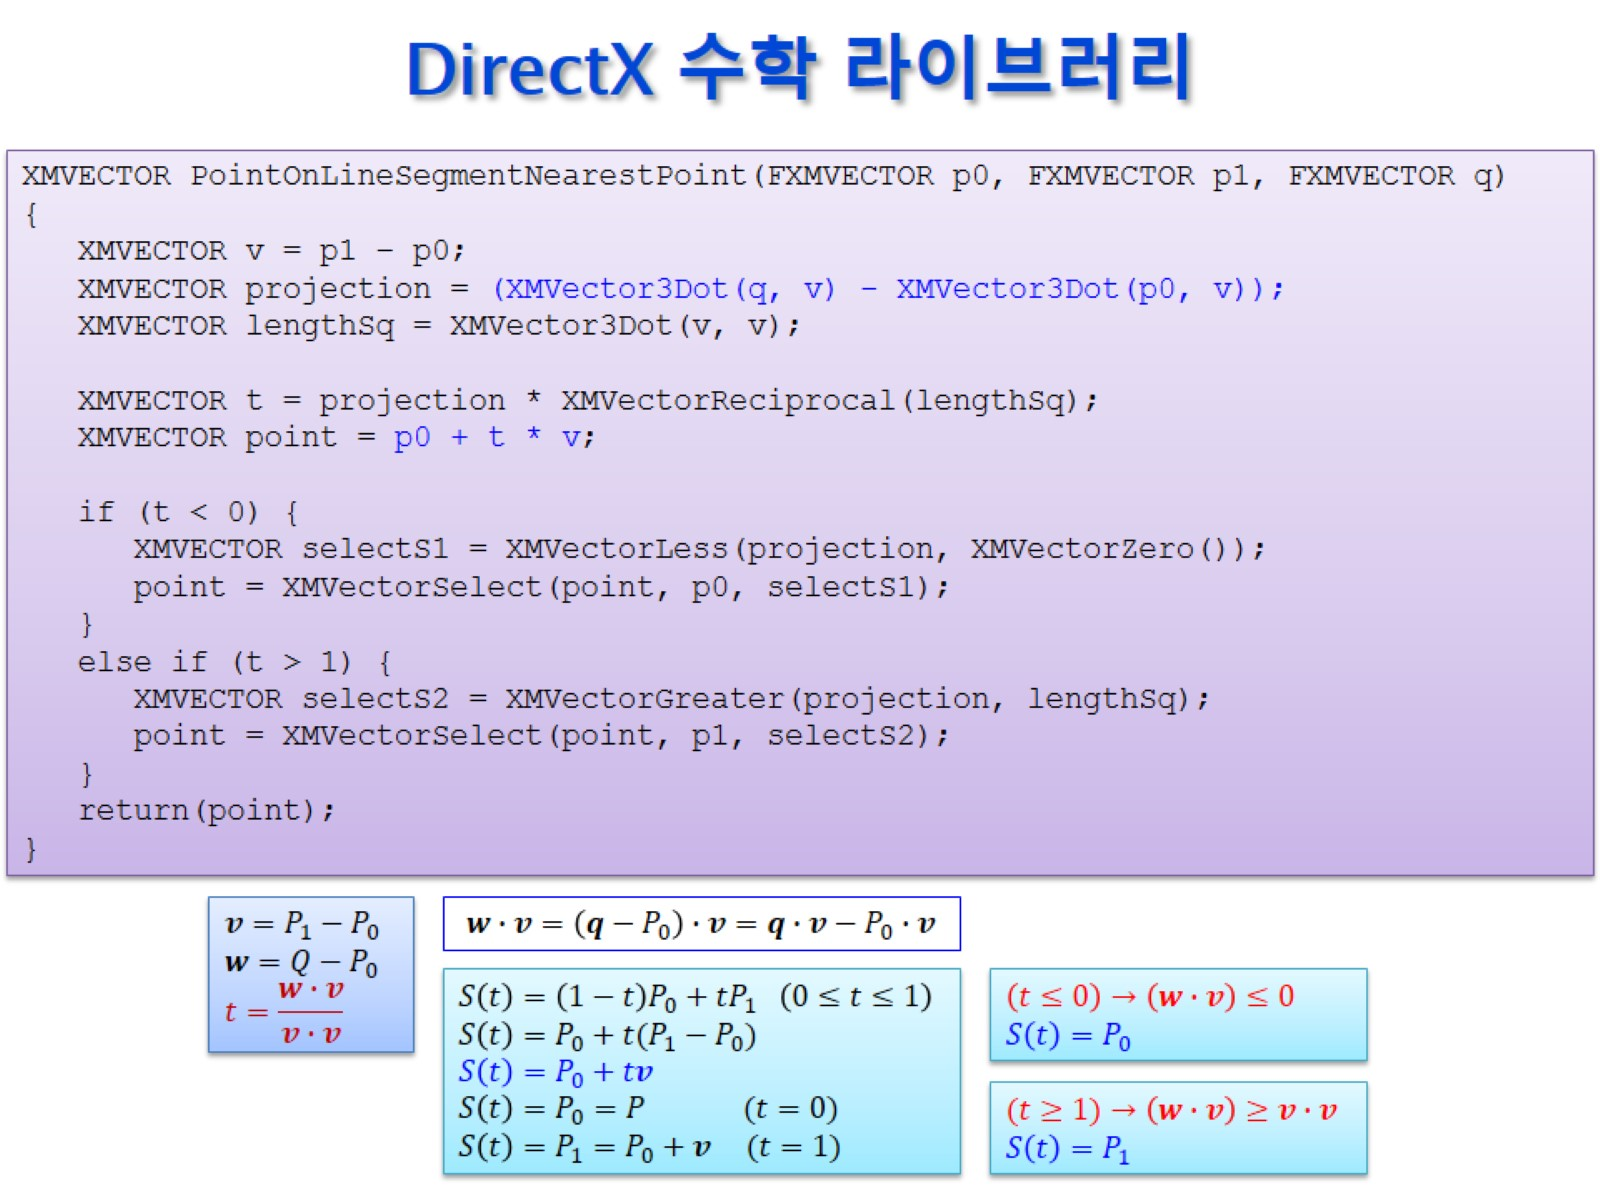 DirectX 수학 라이브러리
XMVECTOR PointOnLineSegmentNearestPoint(FXMVECTOR p0, FXMVECTOR p1, FXMVECTOR q)
{
XMVECTOR v = p1 – p0;
XMVECTOR projection = (XMVector3Dot(q, v) - XMVector3Dot(p0, v));
XMVECTOR lengthSq = XMVector3Dot(v, v);
XMVECTOR t = projection * XMVectorReciprocal(lengthSq);
XMVECTOR point = p0 + t * v;
if (t < 0) {
XMVECTOR selectS1 = XMVectorLess(projection, XMVectorZero());
point = XMVectorSelect(point, p0, selectS1);
}
else if (t > 1) {
XMVECTOR selectS2 = XMVectorGreater(projection, lengthSq);
point = XMVectorSelect(point, p1, selectS2);
}
return(point);
}
v = P₁ − P₀
w = Q − P₀
t = w · v / v · v
w · v = (q − P₀) · v = q · v − P₀ · v
S(t) = (1 − t)P₀ + tP₁ (0 ≤ t ≤ 1)
S(t) = P₀ + t(P₁ − P₀)
S(t) = P₀ + tv
S(t) = P₀ = P (t = 0)
S(t) = P₁ = P₀ + v (t = 1)
(t ≤ 0) → (w · v) ≤ 0
S(t) = P₀
(t ≥ 1) → (w · v) ≥ v · v
S(t) = P₁